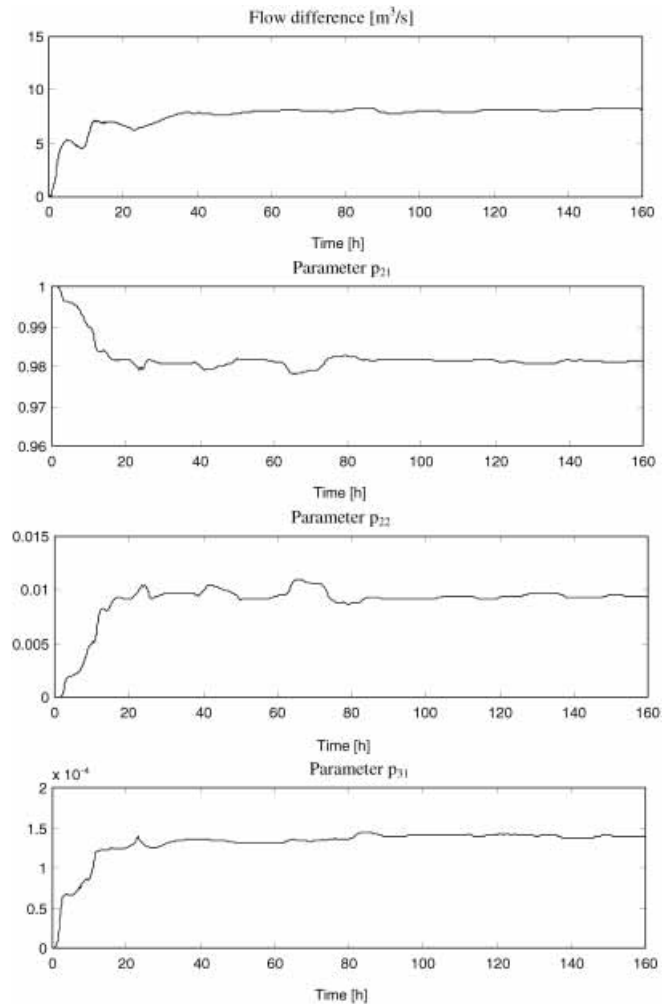 Flow difference [m³/s]
15
10
5
0
0 20 40 60 80 100 120 140 160
Time [h]
Parameter p₂₁
1
0.99
0.98
0.97
0.96
0 20 40 60 80 100 120 140 160
Time [h]
Parameter p₂₂
0.015
0.01
0.005
0
0 20 40 60 80 100 120 140 160
Time [h]
x 10⁻⁴ Parameter p₃₁
2
1.5
1
0.5
0
0 20 40 60 80 100 120 140 160
Time [h]